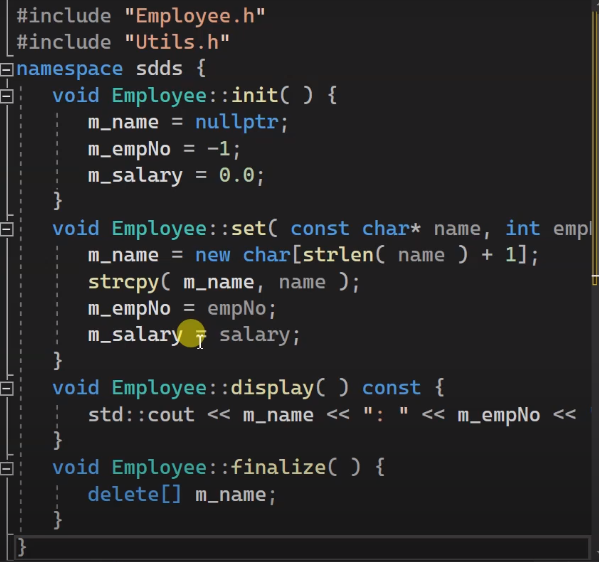 #include "Employee.h"
#include "Utils.h"
namespace sdds {
void Employee::init( ) {
m_name = nullptr;
m_empNo = -1;
m_salary = 0.0;
}
void Employee::set( const char* name, int emp
m_name = new char[strlen( name ) + 1];
strcpy( m_name, name );
m_empNo = empNo;
m_salary = salary;
}
void Employee::display( ) const {
std::cout << m_name << ": " << m_empNo <<
}
void Employee::finalize( ) {
delete[] m_name;
}
}